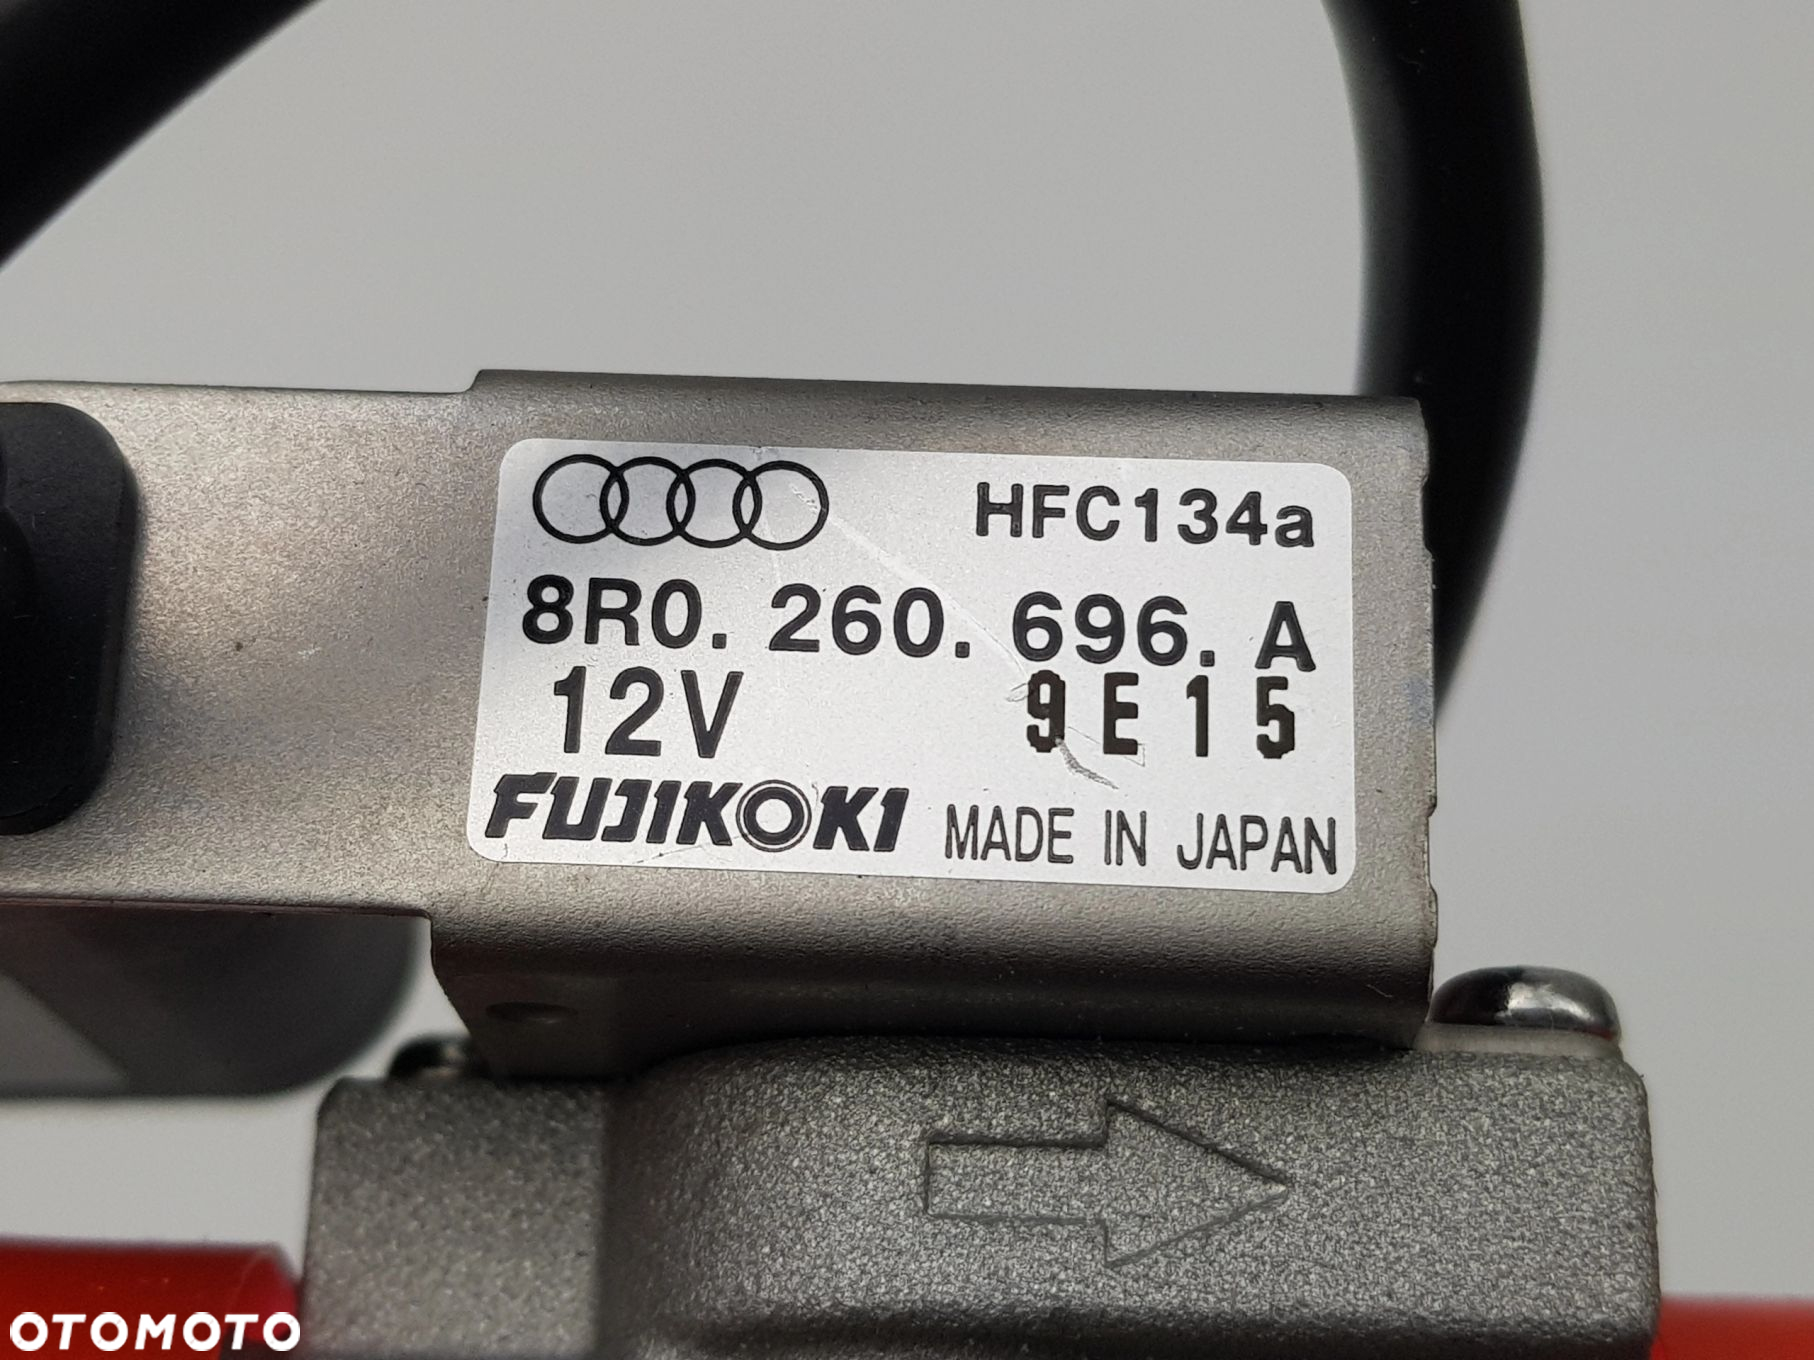 HFC134a
8R0. 260. 696. A
12V 9E15
FUJIKOKI MADE IN JAPAN
OTOMOTO